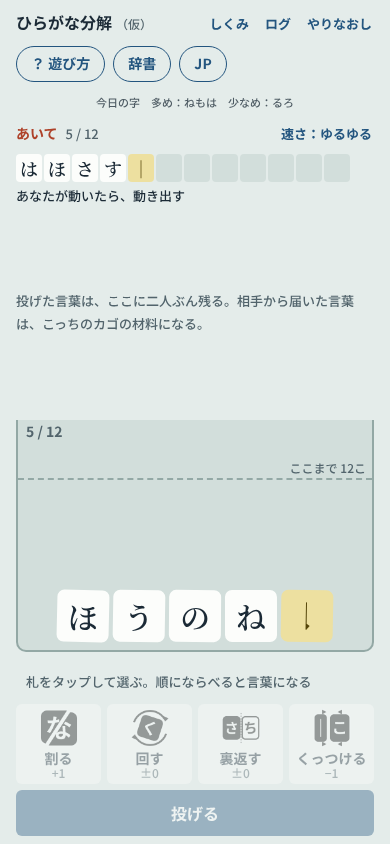 ひらがな分解 （仮） しくみ ログ やりなおし
？ 遊び方 辞書 JP
今日の字 多め：ねもは 少なめ：るろ
あいて 5 / 12 速さ：ゆるゆる
は ほ さ す
あなたが動いたら、動き出す
投げた言葉は、ここに二人ぶん残る。相手から届いた言葉
は、こっちのカゴの材料になる。
5 / 12
ここまで 12こ
ほ う の ね
札をタップして選ぶ。順にならべると言葉になる
な く さ ち こ
割る 回す 裏返す くっつける
+1 ±0 ±0 −1
投げる